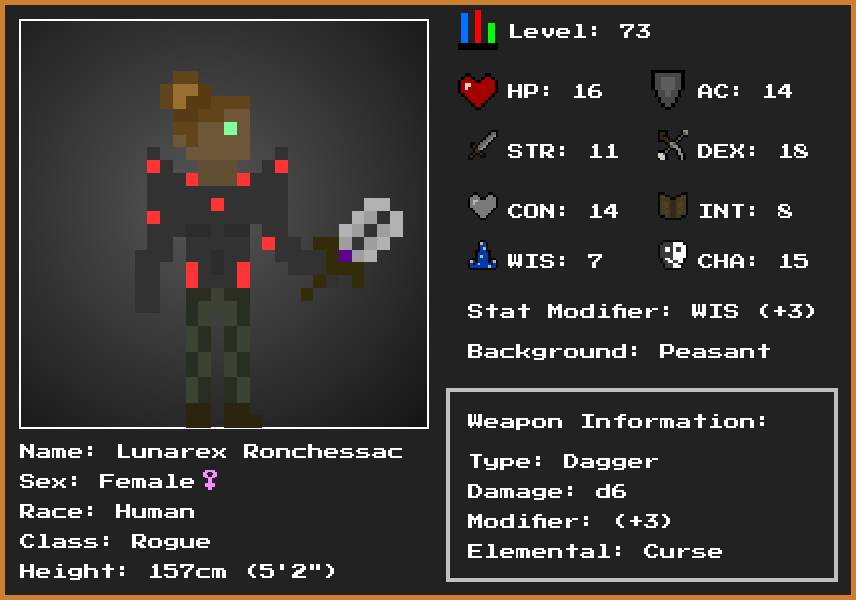 Level: 73
HP: 16 AC: 14
STR: 11 DEX: 18
CON: 14 INT: 8
WIS: 7 CHA: 15
Stat Modifier: WIS (+3)
Background: Peasant
Weapon Information:
Type: Dagger
Damage: d6
Modifier: (+3)
Elemental: Curse
Name: Lunarex Ronchessac
Sex: Female♀
Race: Human
Class: Rogue
Height: 157cm (5'2")